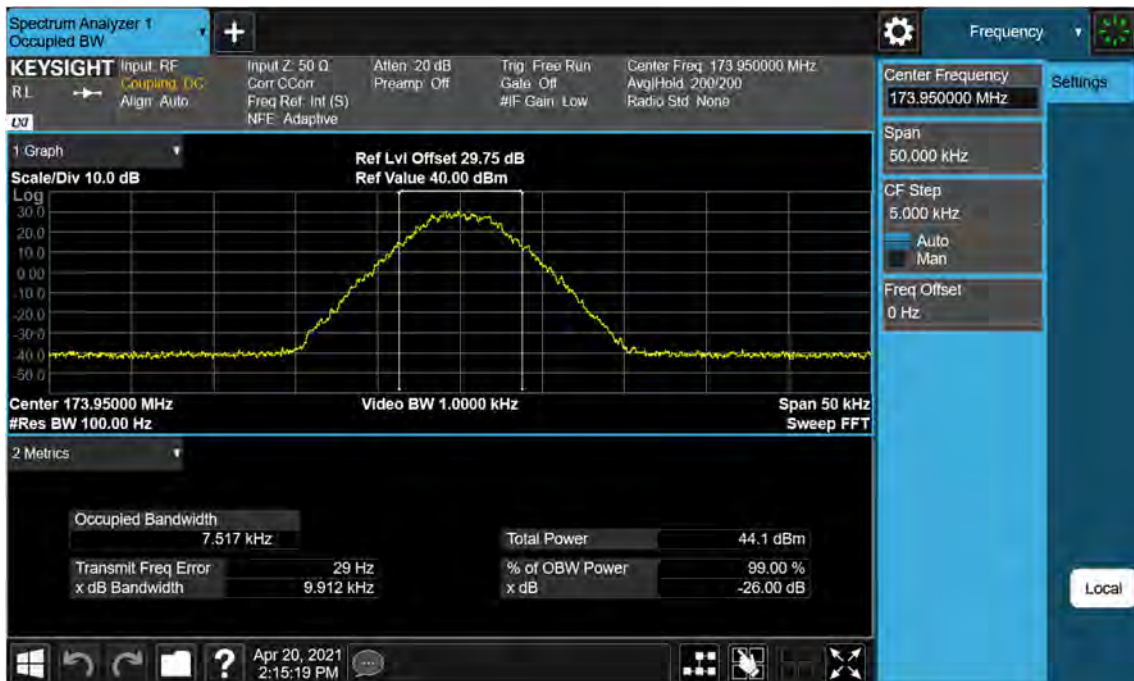 Spectrum Analyzer 1
Occupied BW
+
Frequency
KEYSIGHT
RL
LXI
Input: RF
Coupling: DC
Align: Auto
Input Z: 50 Ω
Corr CCorr
Freq Ref: Int (S)
NFE: Adaptive
Atten: 20 dB
Preamp: Off
Trig: Free Run
Gate: Off
#IF Gain: Low
Center Freq: 173.950000 MHz
Avg|Hold: 200/200
Radio Std: None
Center Frequency
173.950000 MHz
Settings
Span
50.000 kHz
CF Step
5.000 kHz
Auto
Man
Freq Offset
0 Hz
1 Graph
Scale/Div 10.0 dB
Ref Lvl Offset 29.75 dB
Ref Value 40.00 dBm
Log
30.0
20.0
10.0
0.00
-10.0
-20.0
-30.0
-40.0
-50.0
Center 173.95000 MHz
#Res BW 100.00 Hz
Video BW 1.0000 kHz
Span 50 kHz
Sweep FFT
2 Metrics
Occupied Bandwidth
7.517 kHz
Total Power 44.1 dBm
Transmit Freq Error 29 Hz
% of OBW Power 99.00 %
x dB Bandwidth 9.912 kHz
x dB -26.00 dB
Local
?
Apr 20, 2021
2:15:19 PM